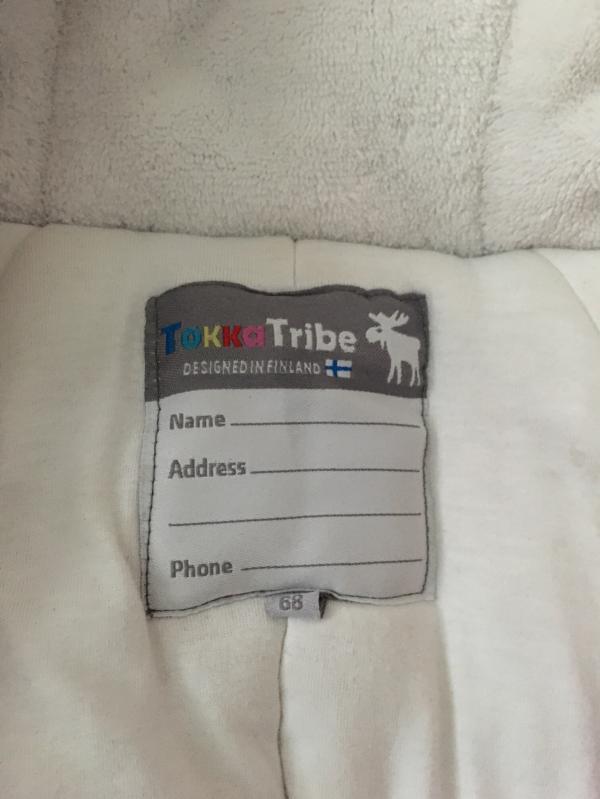 TokkaTribe
DESIGNED IN FINLAND
Name
Address
Phone
68